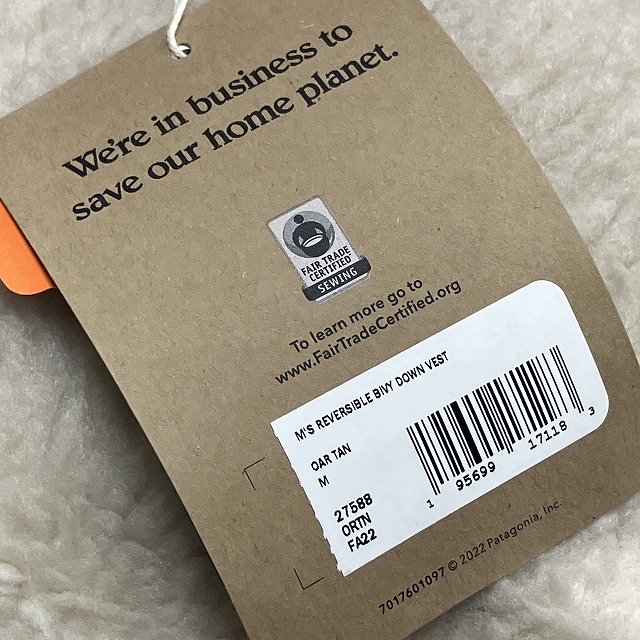 We're in business to
save our home planet.
FAIR TRADE
CERTIFIED
SEWING
To learn more go to
www.FairTradeCertified.org
M'S REVERSIBLE BIVY DOWN VEST
OAR TAN
M
27588
ORTN
FA22
1 95699 17118 3
7017601097 © 2022 Patagonia, Inc.